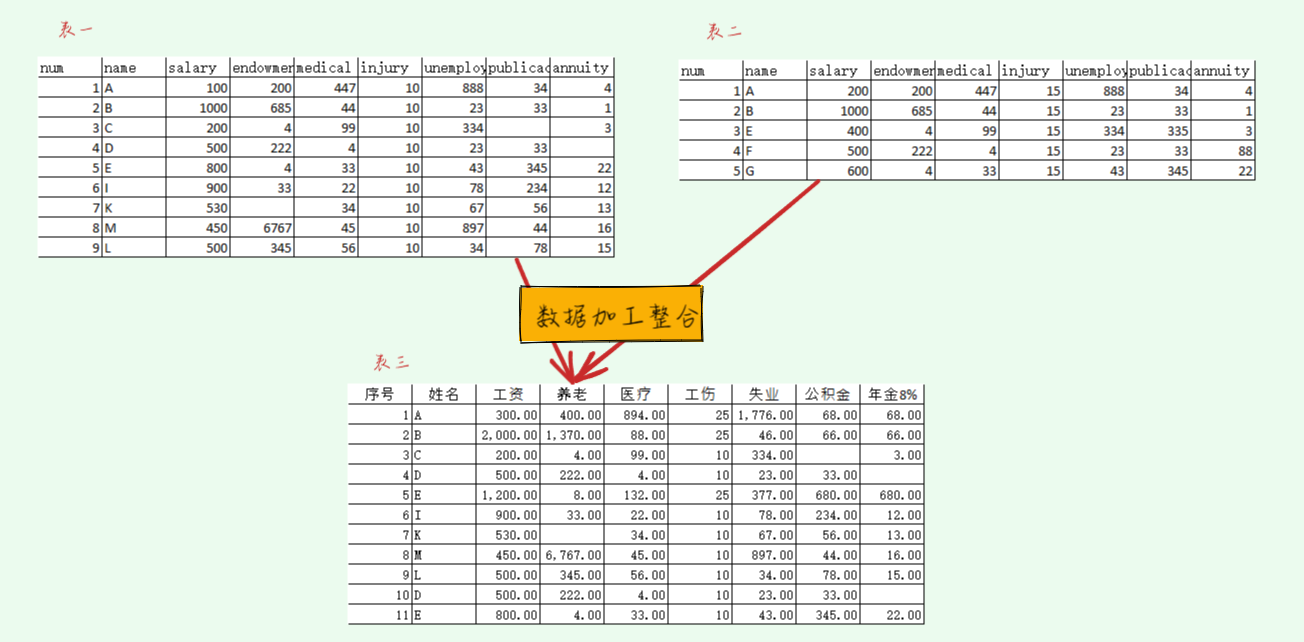 表一
num name salary endowmer medical injury unemploy publicac annuity
1 A 100 200 447 10 888 34 4
2 B 1000 685 44 10 23 33 1
3 C 200 4 99 10 334 3
4 D 500 222 4 10 23 33
5 E 800 4 33 10 43 345 22
6 I 900 33 22 10 78 234 12
7 K 530 34 10 67 56 13
8 M 450 6767 45 10 897 44 16
9 L 500 345 56 10 34 78 15
表二
num name salary endowmer medical injury unemploy publicac annuity
1 A 200 200 447 15 888 34 4
2 B 1000 685 44 15 23 33 1
3 E 400 4 99 15 334 335 3
4 F 500 222 4 15 23 33 88
5 G 600 4 33 15 43 345 22
数据加工整合
表三
序号 姓名 工资 养老 医疗 工伤 失业 公积金 年金8%
1 A 300.00 400.00 894.00 25 1,776.00 68.00 68.00
2 B 2,000.00 1,370.00 88.00 25 46.00 66.00 66.00
3 C 200.00 4.00 99.00 10 334.00 3.00
4 D 500.00 222.00 4.00 10 23.00 33.00
5 E 1,200.00 8.00 132.00 25 377.00 680.00 680.00
6 I 900.00 33.00 22.00 10 78.00 234.00 12.00
7 K 530.00 34.00 10 67.00 56.00 13.00
8 M 450.00 6,767.00 45.00 10 897.00 44.00 16.00
9 L 500.00 345.00 56.00 10 34.00 78.00 15.00
10 D 500.00 222.00 4.00 10 23.00 33.00
11 E 800.00 4.00 33.00 10 43.00 345.00 22.00